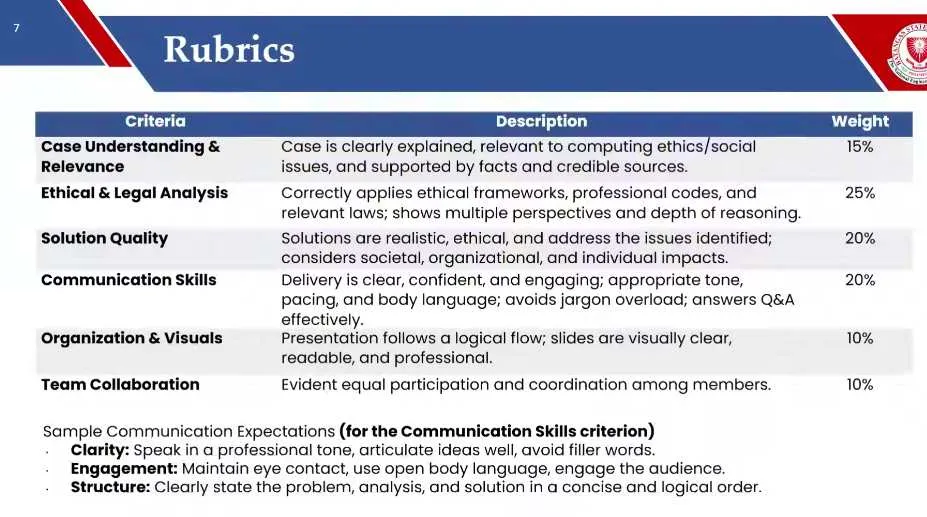 7
Rubrics
Criteria Description Weight
Case Understanding & Relevance Case is clearly explained, relevant to computing ethics/social issues, and supported by facts and credible sources. 15%
Ethical & Legal Analysis Correctly applies ethical frameworks, professional codes, and relevant laws; shows multiple perspectives and depth of reasoning. 25%
Solution Quality Solutions are realistic, ethical, and address the issues identified; considers societal, organizational, and individual impacts. 20%
Communication Skills Delivery is clear, confident, and engaging; appropriate tone, pacing, and body language; avoids jargon overload; answers Q&A effectively. 20%
Organization & Visuals Presentation follows a logical flow; slides are visually clear, readable, and professional. 10%
Team Collaboration Evident equal participation and coordination among members. 10%
Sample Communication Expectations (for the Communication Skills criterion)
· Clarity: Speak in a professional tone, articulate ideas well, avoid filler words.
· Engagement: Maintain eye contact, use open body language, engage the audience.
· Structure: Clearly state the problem, analysis, and solution in a concise and logical order.